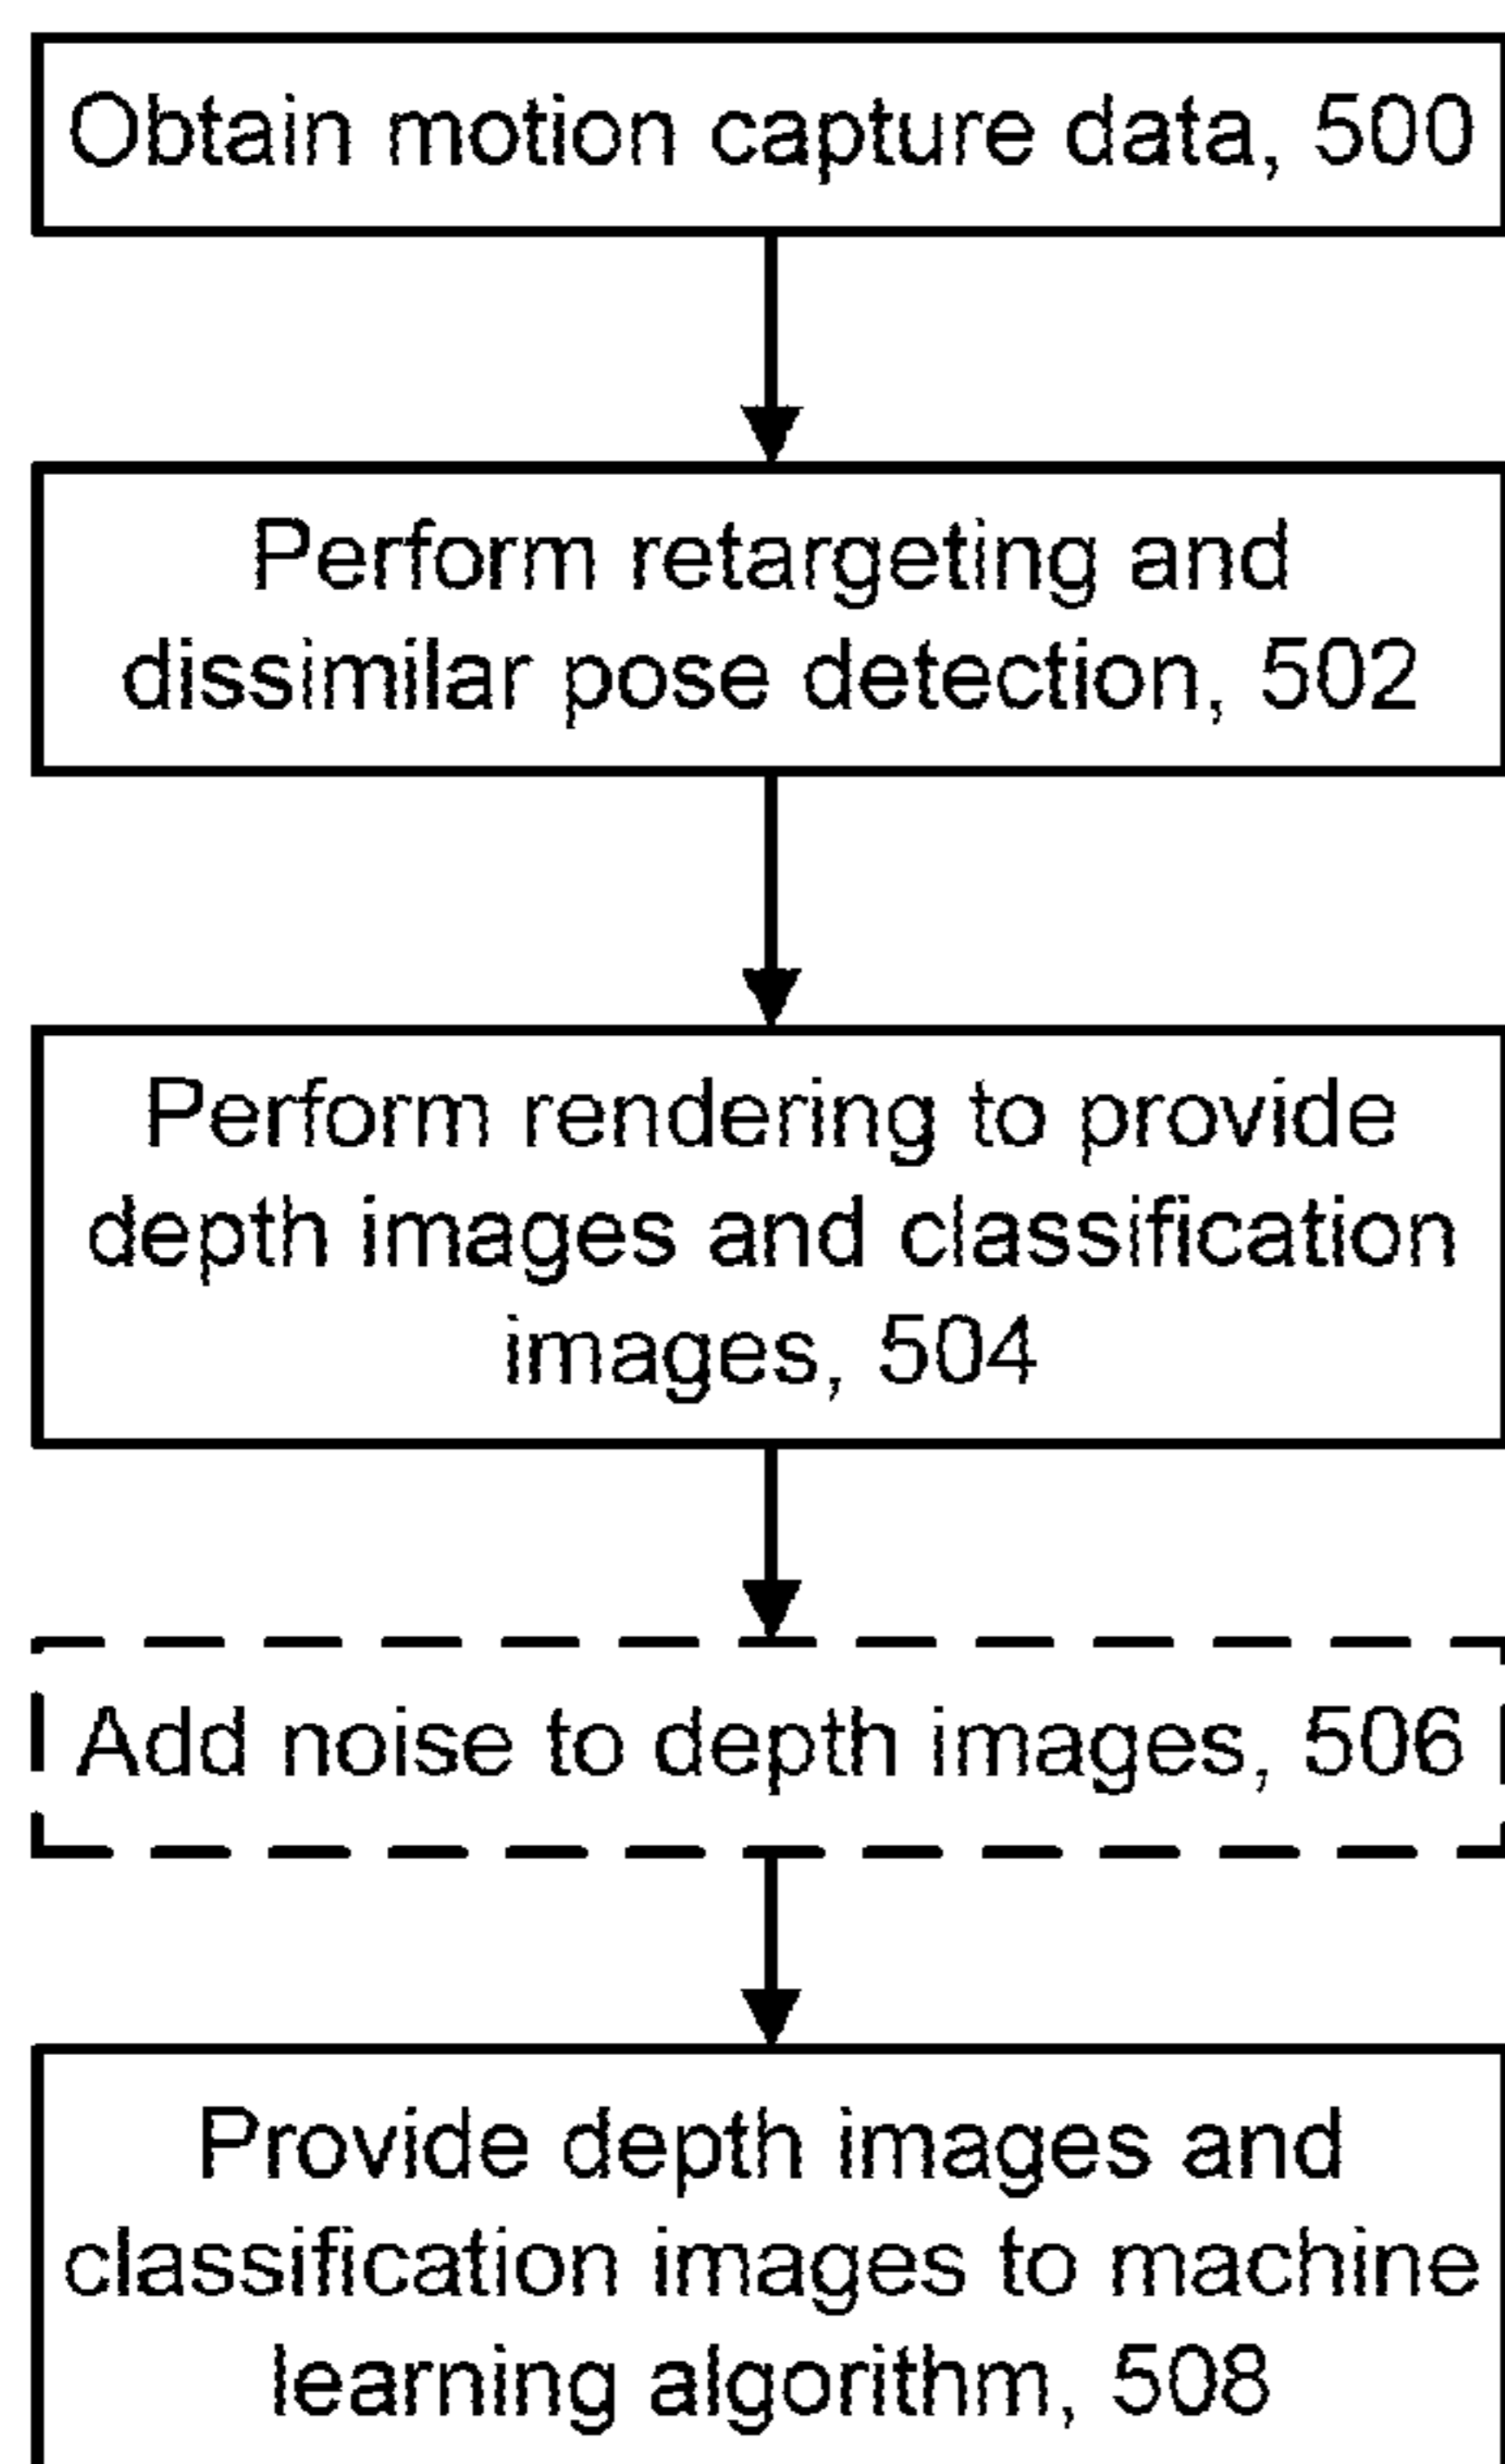 Obtain motion capture data, 500
Perform retargeting and
dissimilar pose detection, 502
Perform rendering to provide
depth images and classification
images, 504
Add noise to depth images, 506
Provide depth images and
classification images to machine
learning algorithm, 508